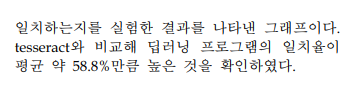 일치하는지를 실험한 결과를 나타낸 그래프이다.
tesseract와 비교해 딥러닝 프로그램의 일치율이
평균 약 58.8%만큼 높은 것을 확인하였다.